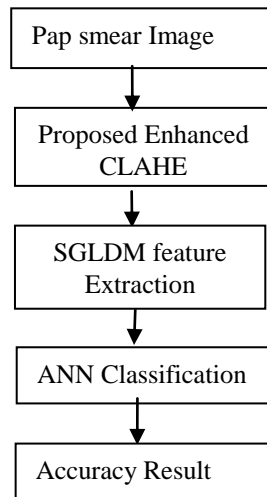 Pap smear Image
Proposed Enhanced
CLAHE
SGLDM feature
Extraction
ANN Classification
Accuracy Result